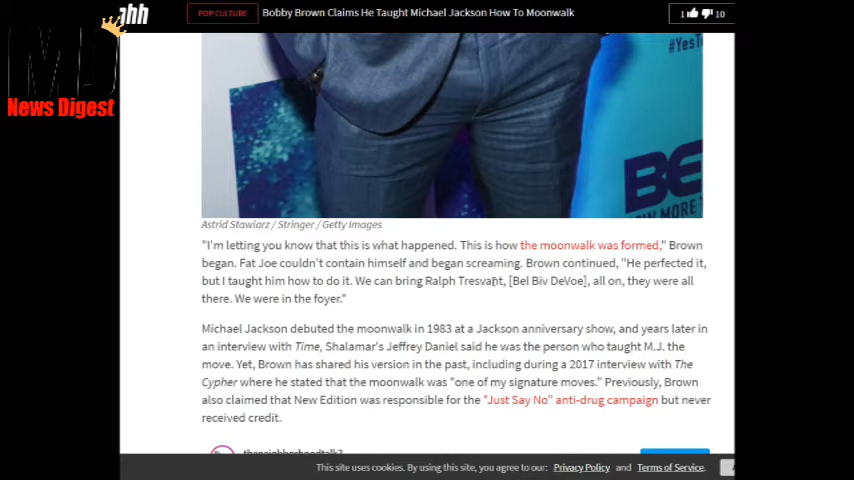 hh
POP CULTURE
Bobby Brown Claims He Taught Michael Jackson How To Moonwalk
1 10
MJ
News Digest
#YesT
BE
W MORE
Astrid Stawiarz / Stringer / Getty Images
"I'm letting you know that this is what happened. This is how the moonwalk was formed," Brown
began. Fat Joe couldn't contain himself and began screaming. Brown continued, "He perfected it,
but I taught him how to do it. We can bring Ralph Tresvant, [Bel Biv DeVoe], all on, they were all
there. We were in the foyer."
Michael Jackson debuted the moonwalk in 1983 at a Jackson anniversary show, and years later in
an interview with Time, Shalamar's Jeffrey Daniel said he was the person who taught M.J. the
move. Yet, Brown has shared his version in the past, including during a 2017 interview with The
Cypher where he stated that the moonwalk was "one of my signature moves." Previously, Brown
also claimed that New Edition was responsible for the "Just Say No" anti-drug campaign but never
received credit.
This site uses cookies. By using this site, you agree to our: Privacy Policy and Terms of Service.